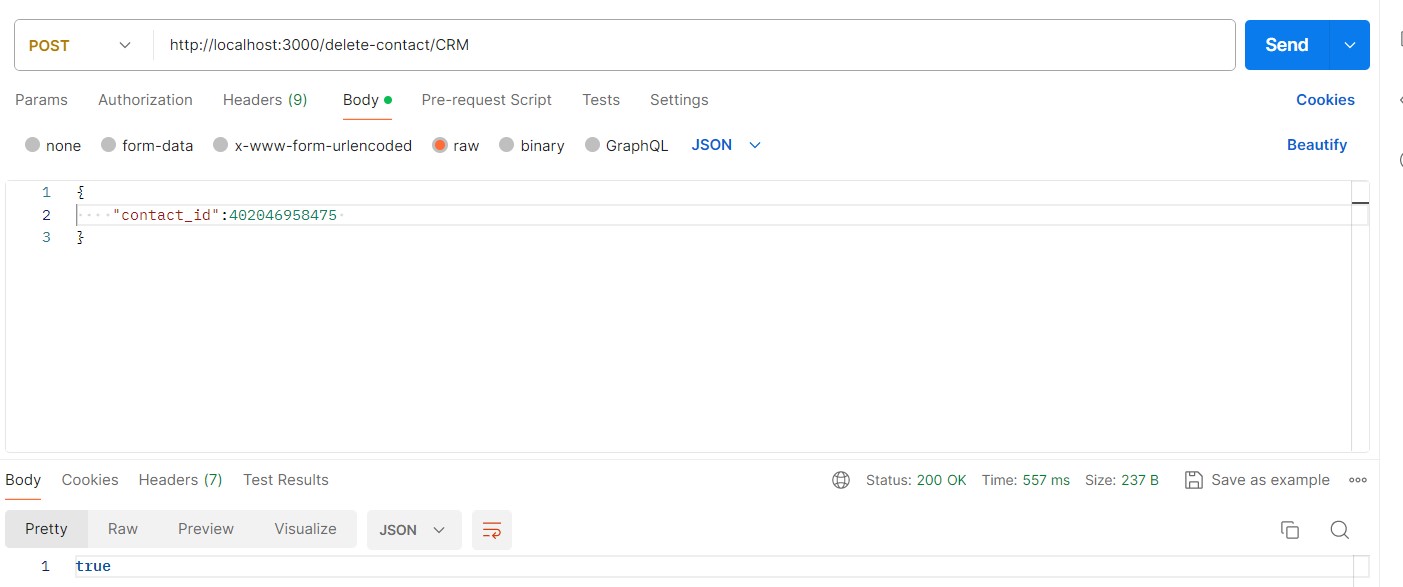 POST http://localhost:3000/delete-contact/CRM Send
Params Authorization Headers (9) Body Pre-request Script Tests Settings Cookies
none form-data x-www-form-urlencoded raw binary GraphQL JSON Beautify
1 {
2 "contact_id":402046958475
3 }
Body Cookies Headers (7) Test Results Status: 200 OK Time: 557 ms Size: 237 B Save as example
Pretty Raw Preview Visualize JSON
1 true